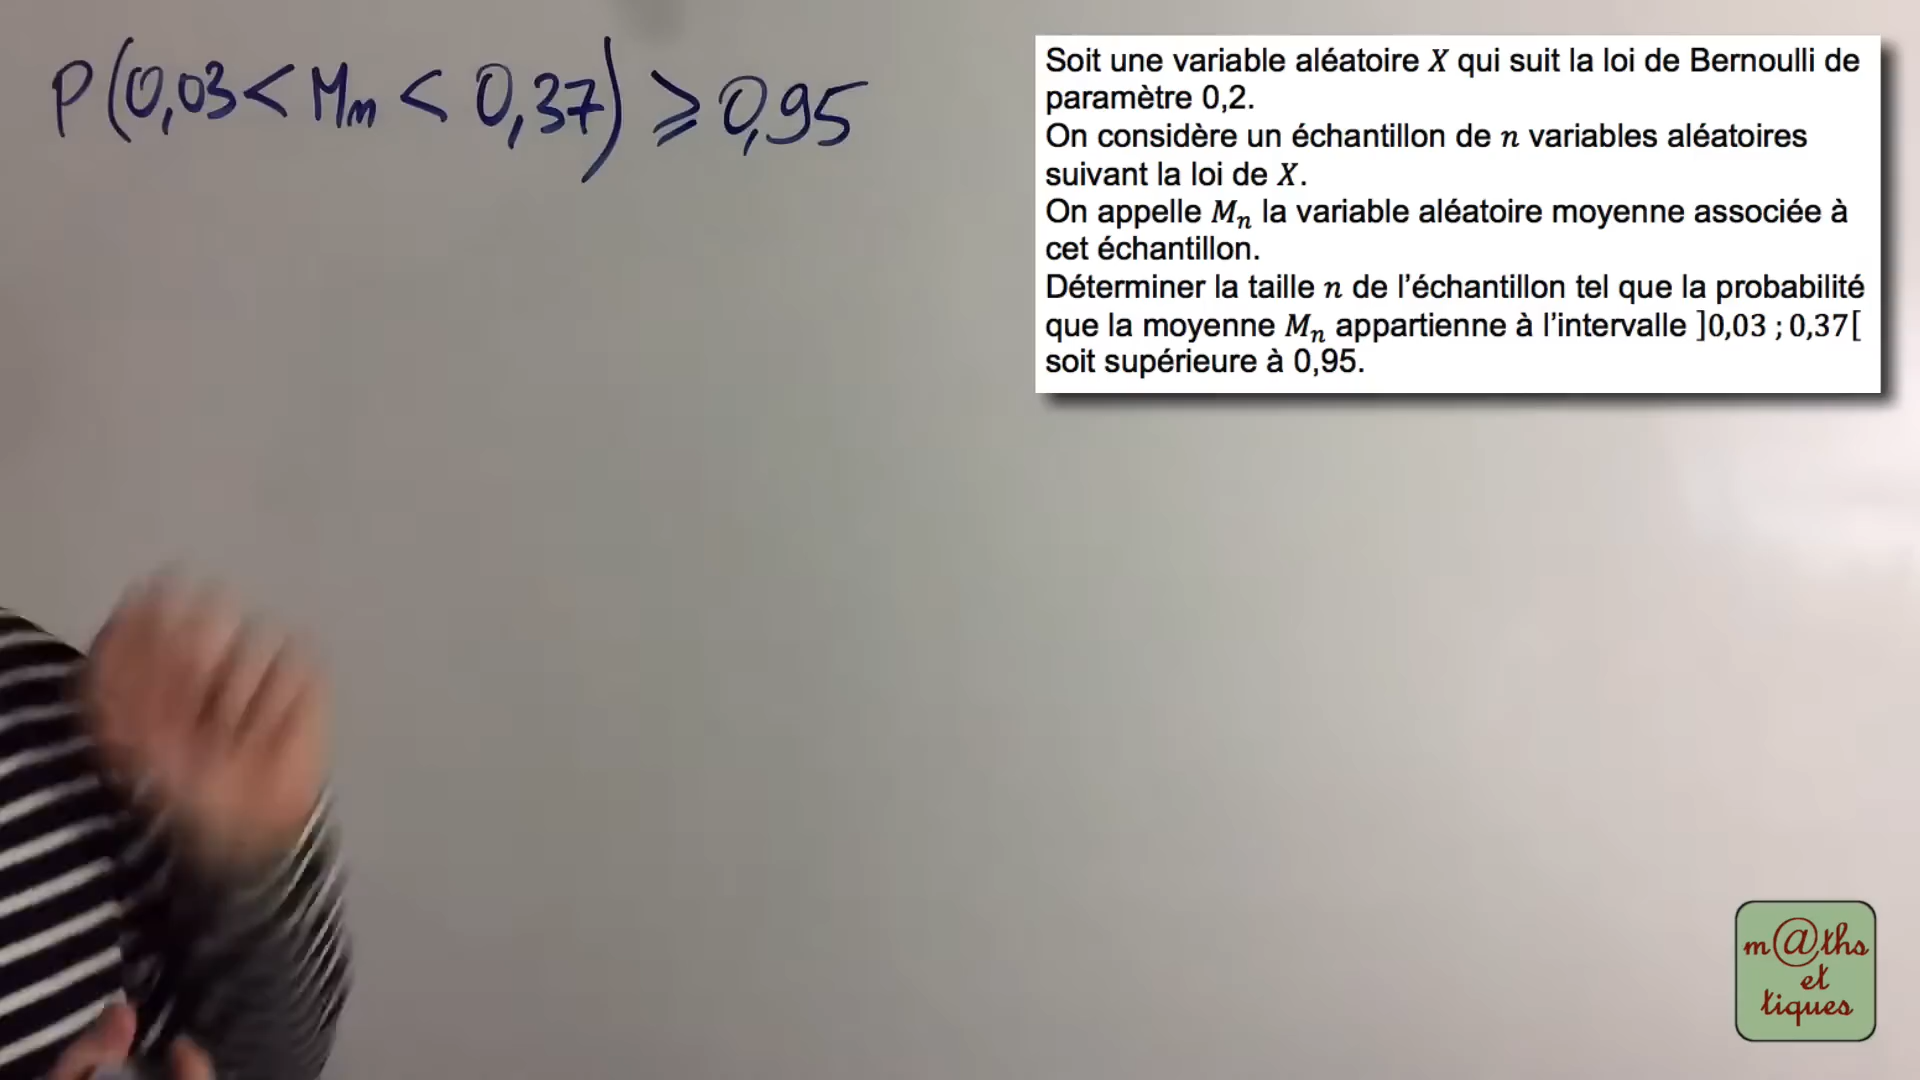 P(0,03 < Mn < 0,37) ⩾ 0,95
Soit une variable aléatoire X qui suit la loi de Bernoulli de
paramètre 0,2.
On considère un échantillon de n variables aléatoires
suivant la loi de X.
On appelle Mn la variable aléatoire moyenne associée à
cet échantillon.
Déterminer la taille n de l’échantillon tel que la probabilité
que la moyenne Mn appartienne à l’intervalle ]0,03 ; 0,37[
soit supérieure à 0,95.
m@ths
et
tiques